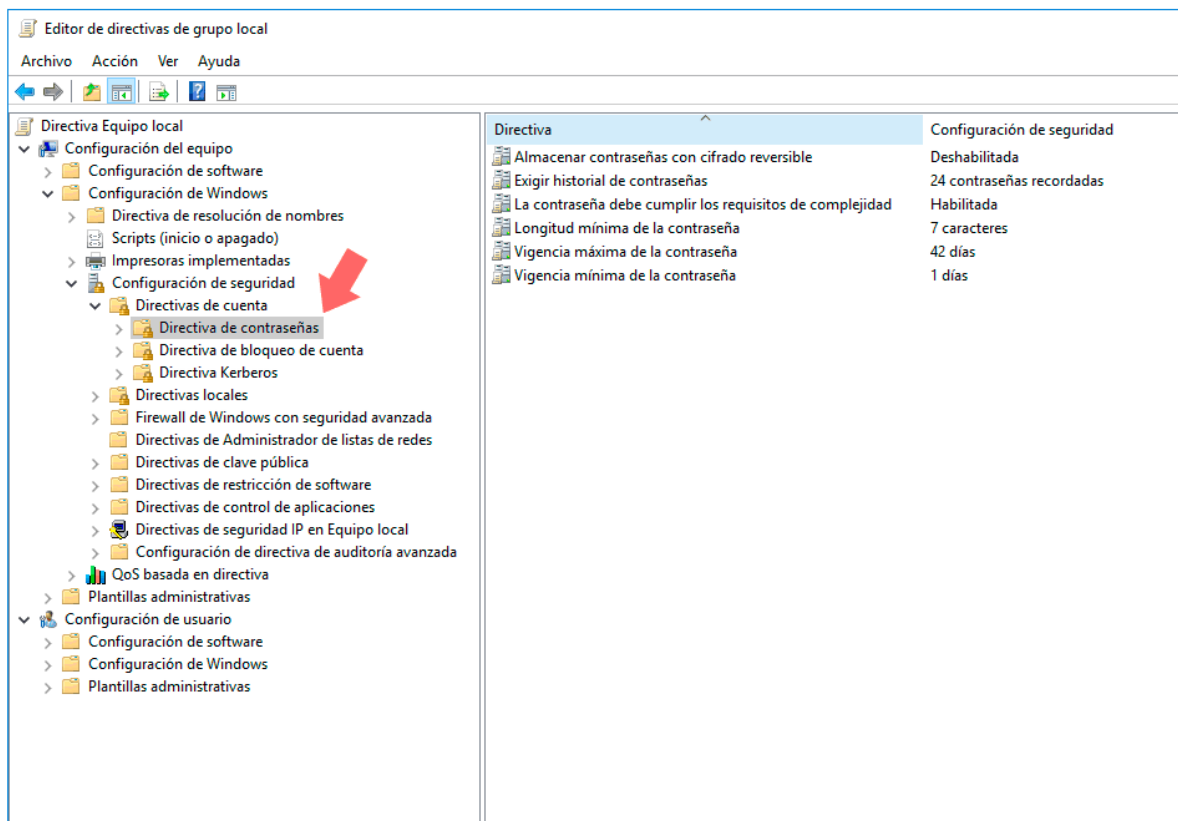 Editor de directivas de grupo local
Archivo Acción Ver Ayuda
Directiva Equipo local
Configuración del equipo
Configuración de software
Configuración de Windows
Directiva de resolución de nombres
Scripts (inicio o apagado)
Impresoras implementadas
Configuración de seguridad
Directivas de cuenta
Directiva de contraseñas
Directiva de bloqueo de cuenta
Directiva Kerberos
Directivas locales
Firewall de Windows con seguridad avanzada
Directivas de Administrador de listas de redes
Directivas de clave pública
Directivas de restricción de software
Directivas de control de aplicaciones
Directivas de seguridad IP en Equipo local
Configuración de directiva de auditoría avanzada
QoS basada en directiva
Plantillas administrativas
Configuración de usuario
Configuración de software
Configuración de Windows
Plantillas administrativas
Directiva Configuración de seguridad
Almacenar contraseñas con cifrado reversible Deshabilitada
Exigir historial de contraseñas 24 contraseñas recordadas
La contraseña debe cumplir los requisitos de complejidad Habilitada
Longitud mínima de la contraseña 7 caracteres
Vigencia máxima de la contraseña 42 días
Vigencia mínima de la contraseña 1 días